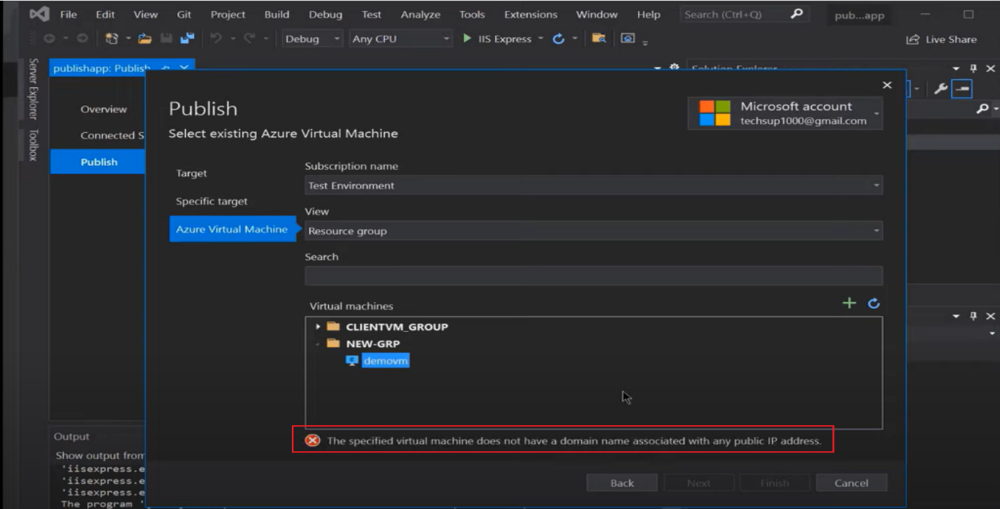 File Edit View Git Project Build Debug Test Analyze Tools Extensions Window Help Search (Ctrl+Q) pub...app
Debug Any CPU IIS Express Live Share
Server Explorer
Toolbox
publishapp: Publish
Solution Explorer
Overview
Connected S
Publish
Publish
Select existing Azure Virtual Machine
Microsoft account
techsup1000@gmail.com
Target
Specific target
Azure Virtual Machine
Subscription name
Test Environment
View
Resource group
Search
Virtual machines
CLIENTVM_GROUP
NEW-GRP
demovm
The specified virtual machine does not have a domain name associated with any public IP address.
Back Next Finish Cancel
Output
Show output from
'iisexpress.e
'iisexpress.e
'iisexpress.e
The program '